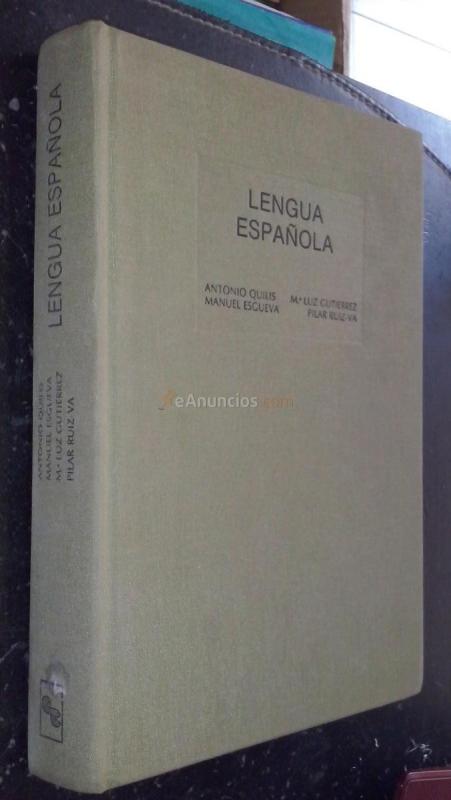 LENGUA
ESPAÑOLA
ANTONIO QUILIS
MANUEL ESGUEVA
Mª LUZ GUTIERREZ
PILAR RUIZ-VA
LENGUA ESPAÑOLA
ANTONIO QUILIS
MANUEL ESGUEVA
Mª LUZ GUTIERREZ
PILAR RUIZ-VA
eAnuncios.com